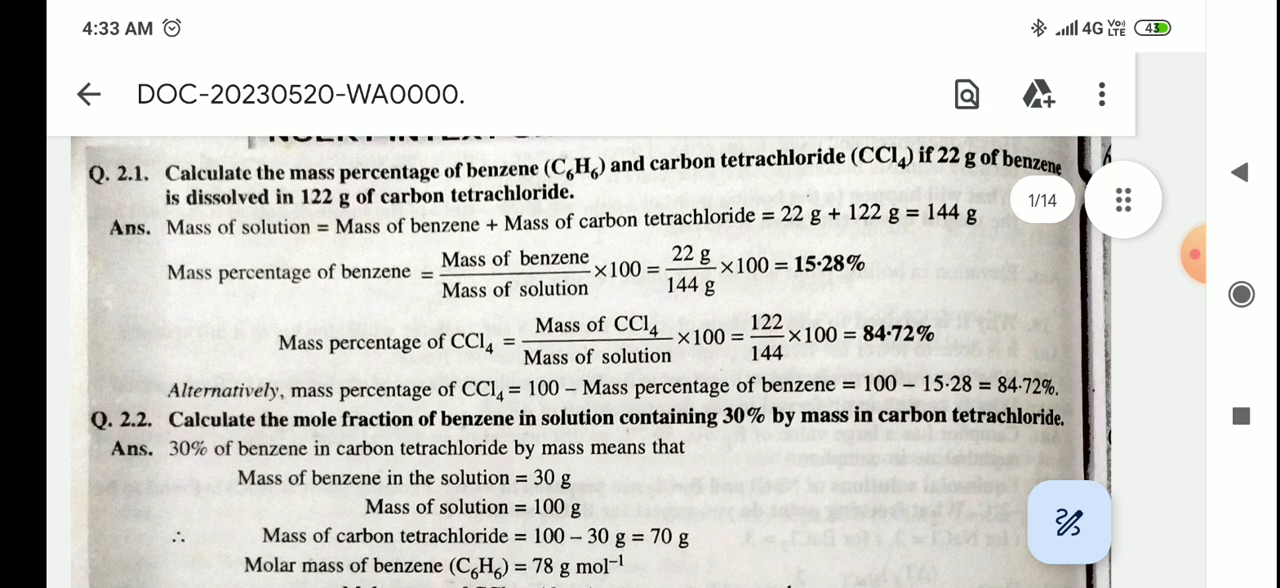 4:33 AM
4G Vo)) LTE 43
DOC-20230520-WA0000.
Q. 2.1. Calculate the mass percentage of benzene (C₆H₆) and carbon tetrachloride (CCl₄) if 22 g of benzene
is dissolved in 122 g of carbon tetrachloride.
1/14
Ans. Mass of solution = Mass of benzene + Mass of carbon tetrachloride = 22 g + 122 g = 144 g
Mass percentage of benzene = Mass of benzene / Mass of solution ×100 = 22 g / 144 g ×100 = 15·28%
Mass percentage of CCl₄ = Mass of CCl₄ / Mass of solution ×100 = 122 / 144 ×100 = 84·72%
Alternatively, mass percentage of CCl₄ = 100 – Mass percentage of benzene = 100 – 15·28 = 84·72%.
Q. 2.2. Calculate the mole fraction of benzene in solution containing 30% by mass in carbon tetrachloride.
Ans. 30% of benzene in carbon tetrachloride by mass means that
Mass of benzene in the solution = 30 g
Mass of solution = 100 g
∴ Mass of carbon tetrachloride = 100 – 30 g = 70 g
Molar mass of benzene (C₆H₆) = 78 g mol⁻¹